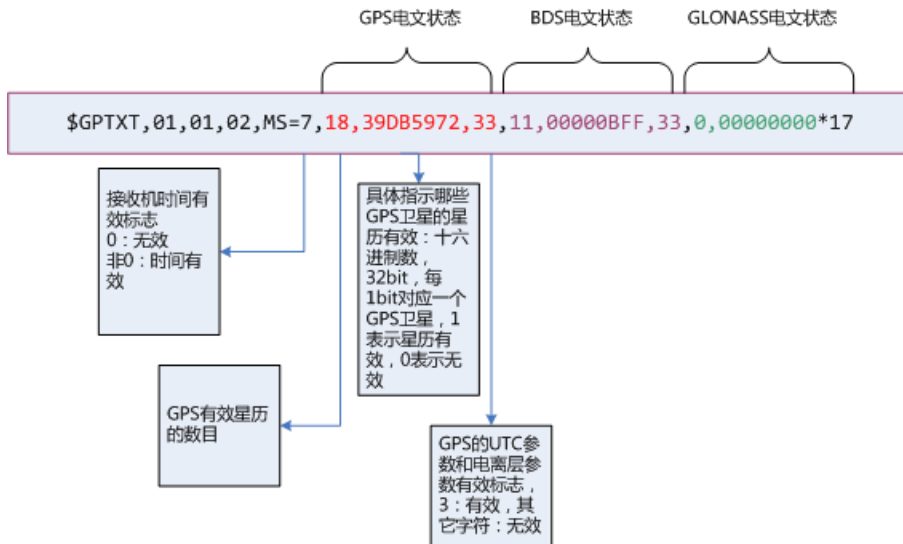 GPS电文状态
BDS电文状态
GLONASS电文状态
$GPTXT,01,01,02,MS=7,18,39DB5972,33,11,00000BFF,33,0,00000000*17
接收机时间有
效标志
0：无效
非0：时间有
效
具体指示哪些
GPS卫星的星
历有效：十六
进制数，
32bit，每
1bit对应一个
GPS卫星，1
表示星历有
效，0表示无
效
GPS有效星历
的数目
GPS的UTC参
数和电离层参
数有效标志，
3：有效，其
它字符：无效